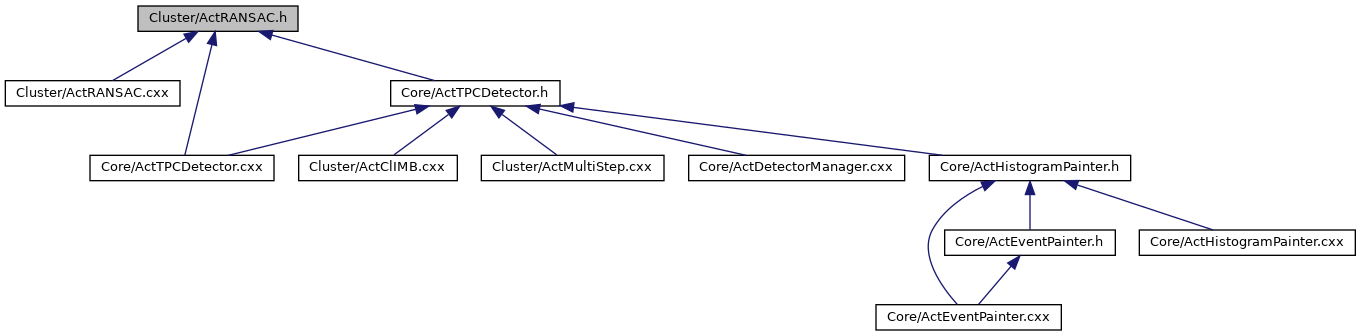 Cluster/ActRANSAC.h
Cluster/ActRANSAC.cxx
Core/ActTPCDetector.h
Core/ActTPCDetector.cxx
Cluster/ActClIMB.cxx
Cluster/ActMultiStep.cxx
Core/ActDetectorManager.cxx
Core/ActHistogramPainter.h
Core/ActEventPainter.h
Core/ActHistogramPainter.cxx
Core/ActEventPainter.cxx